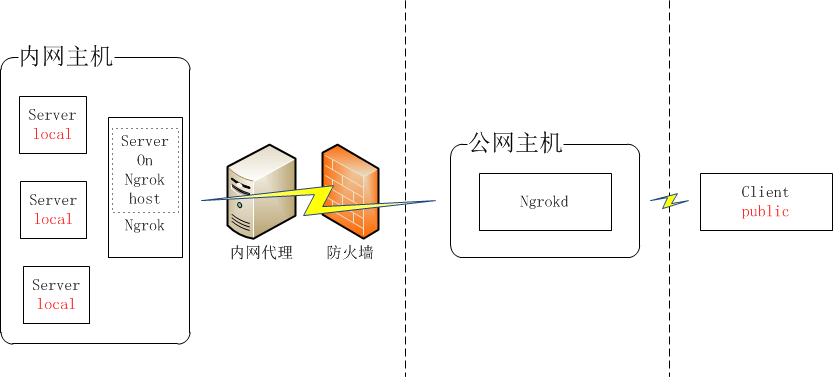 内网主机
Server
local
Server
local
Server
local
Server
On
Ngrok
host
Ngrok
内网代理
防火墙
公网主机
Ngrokd
Client
public